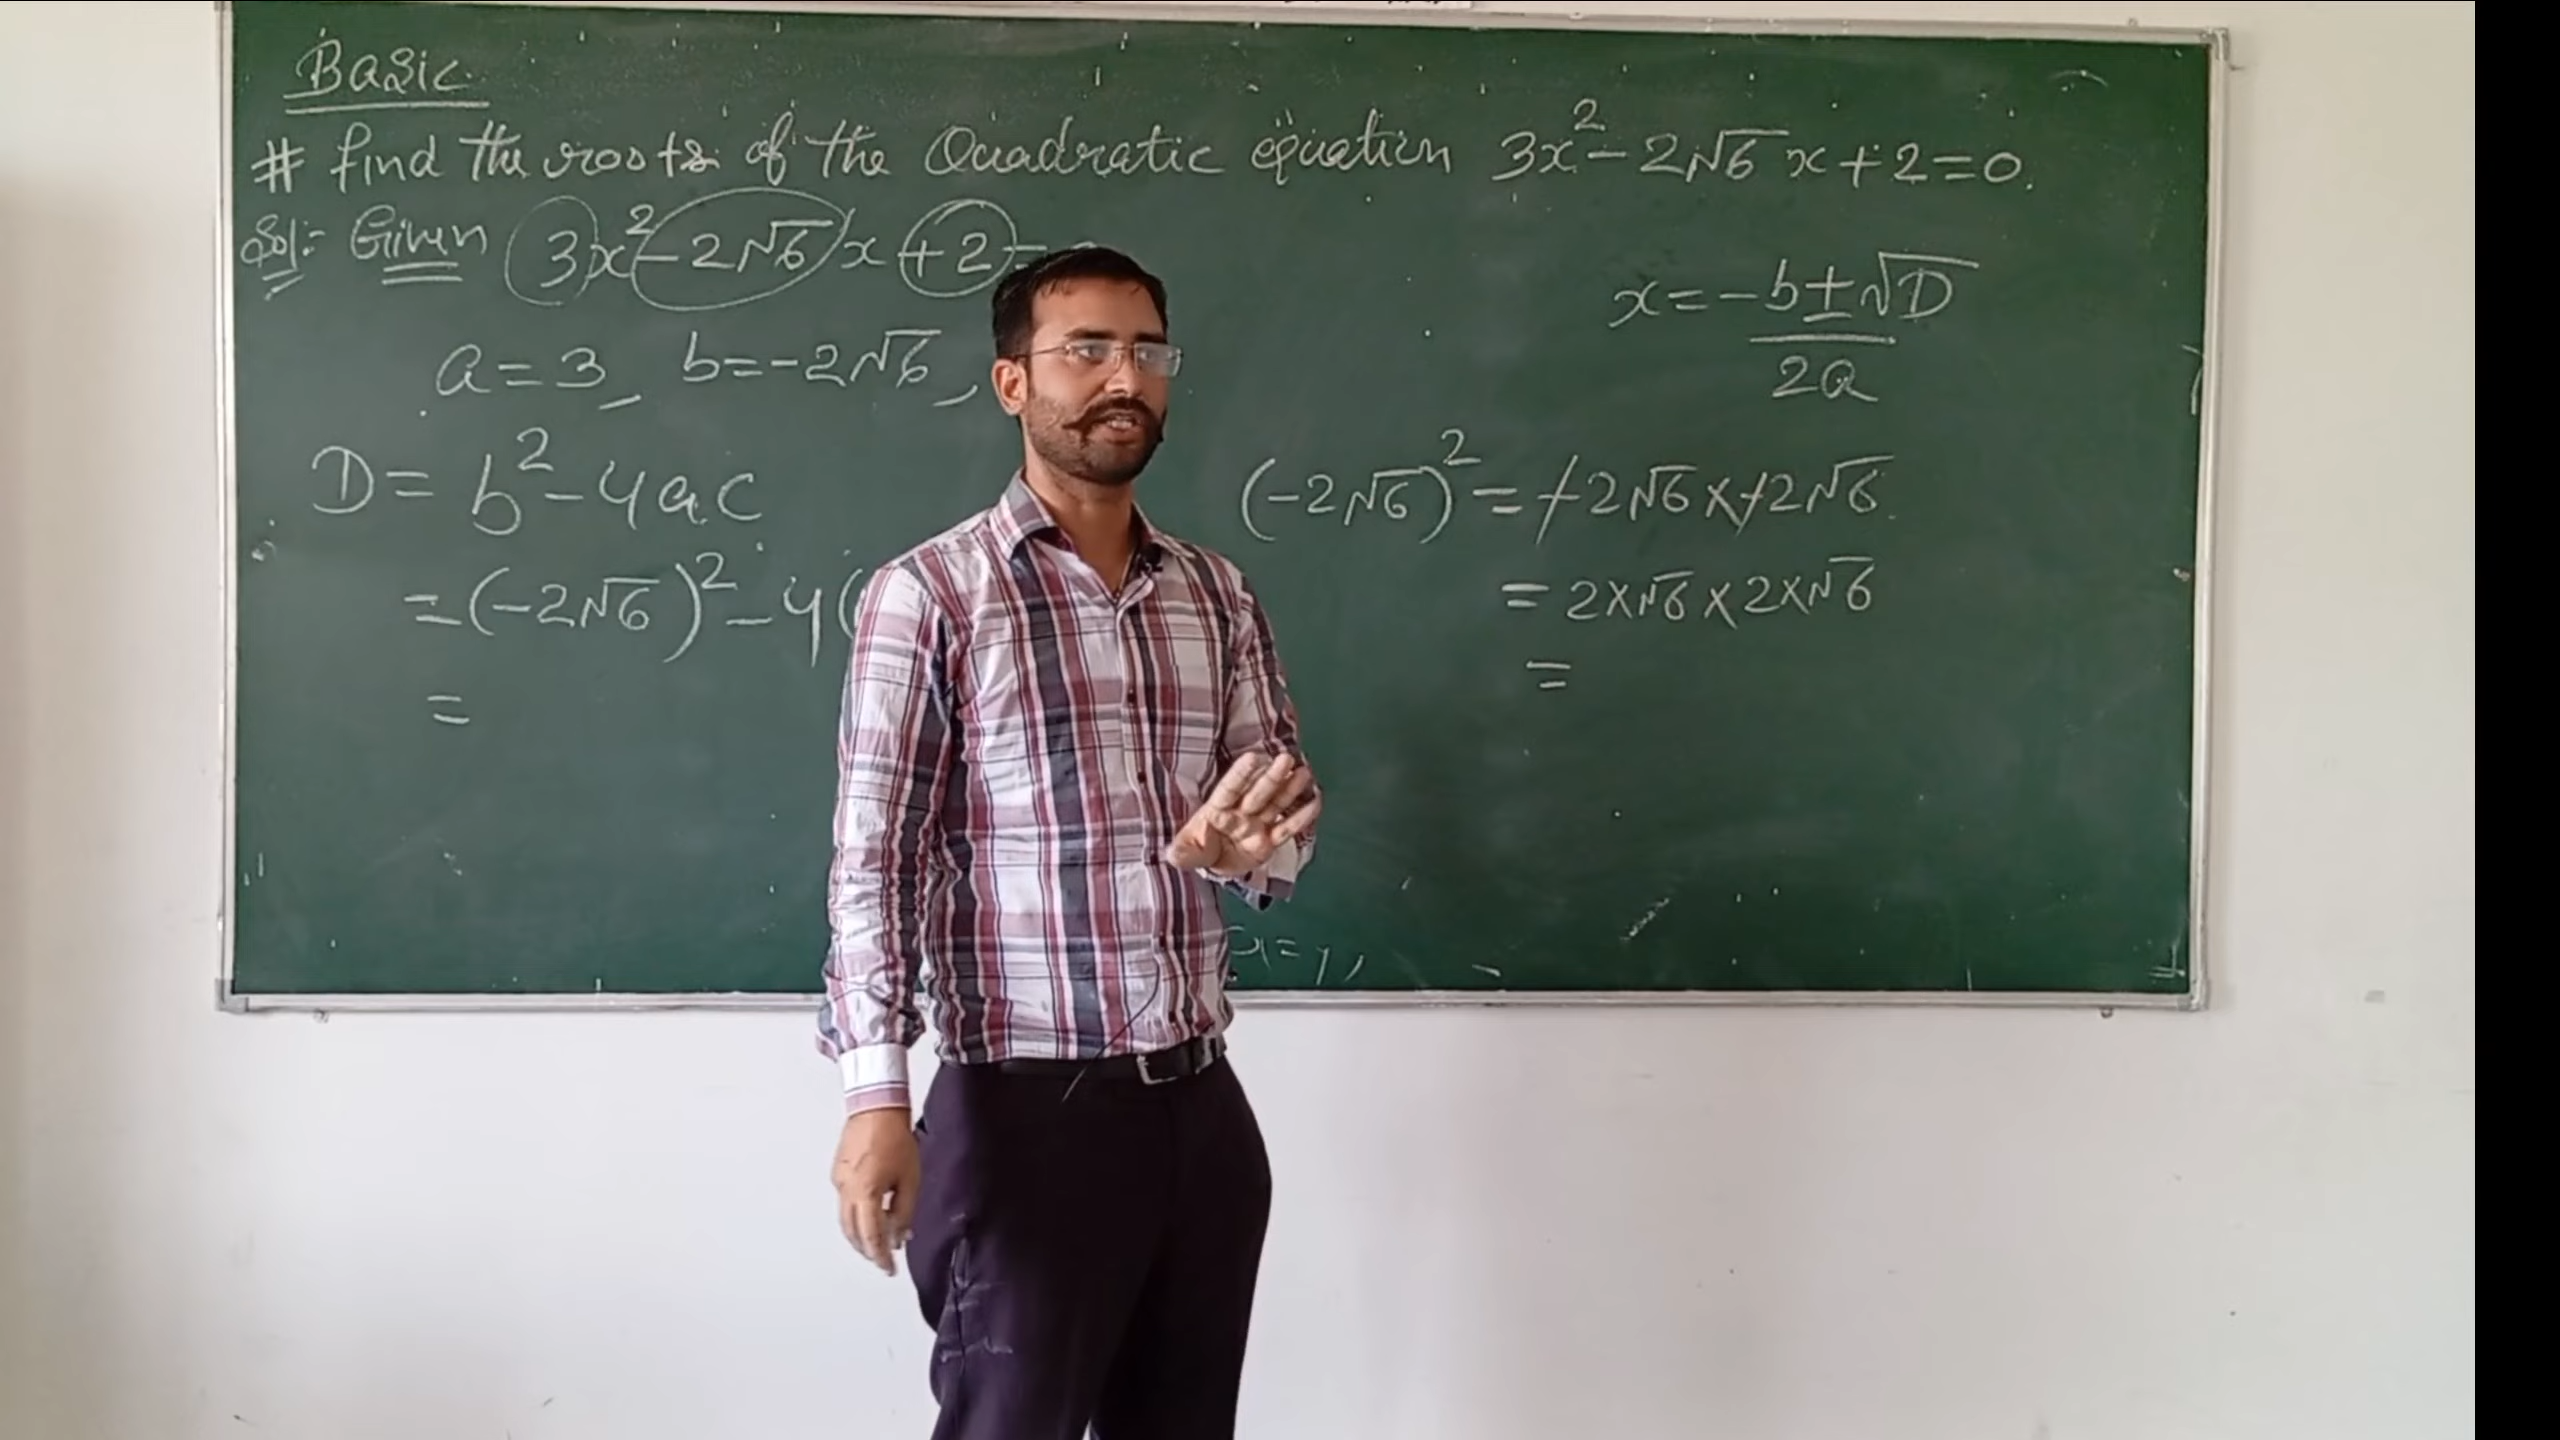 Basic
# find the roots of the Quadratic equation 3x² - 2√6 x + 2 = 0.
Sol:- Given 3x² - 2√6 x + 2 =
a = 3, b = -2√6,
D = b² - 4ac
= (-2√6)² - 4(
=
x = -b ± √D
2a
(-2√6)² = -2√6 x -2√6
= 2 x √6 x 2 x √6
=